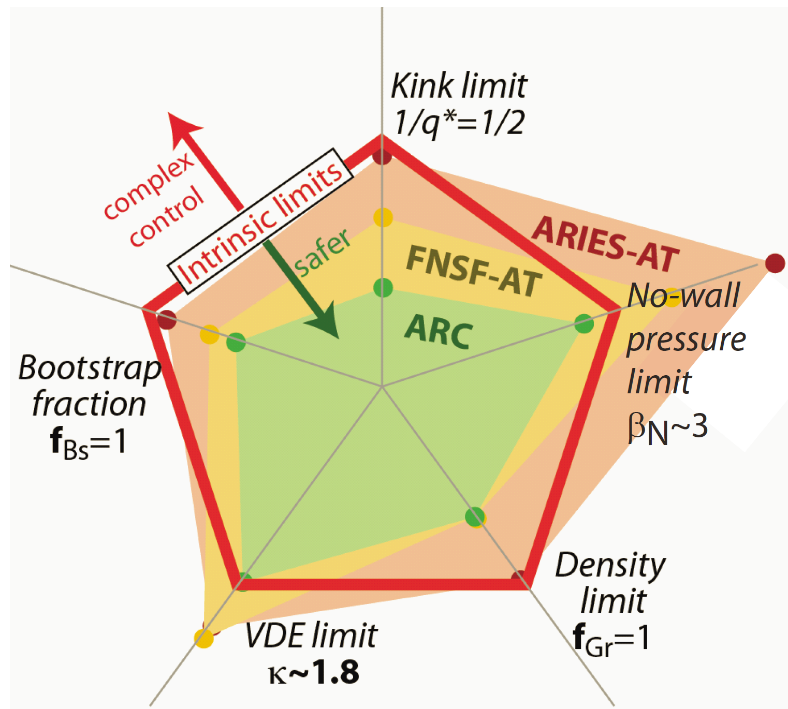 Kink limit
1/q*=1/2
complex
control
Intrinsic limits
safer
ARIES-AT
FNSF-AT
ARC
No-wall
pressure
limit
βN~3
Bootstrap
fraction
fBs=1
Density
limit
fGr=1
VDE limit
κ~1.8